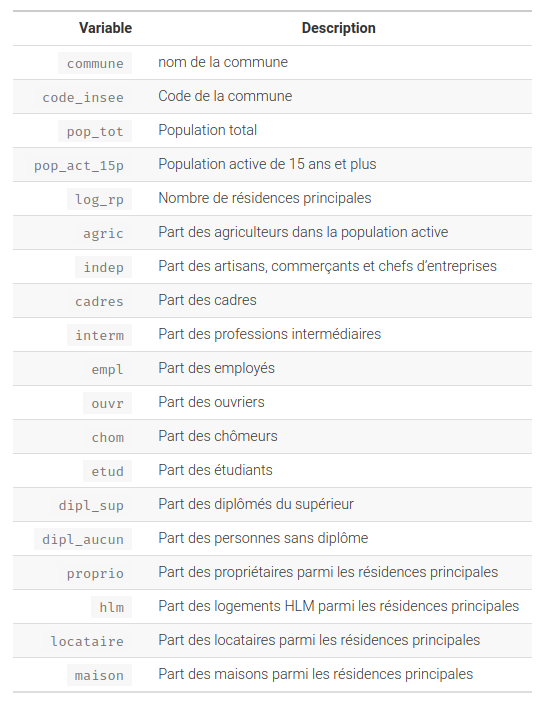 Variable Description
commune nom de la commune
code_insee Code de la commune
pop_tot Population total
pop_act_15p Population active de 15 ans et plus
log_rp Nombre de résidences principales
agric Part des agriculteurs dans la population active
indep Part des artisans, commerçants et chefs d’entreprises
cadres Part des cadres
interm Part des professions intermédiaires
empl Part des employés
ouvr Part des ouvriers
chom Part des chômeurs
etud Part des étudiants
dipl_sup Part des diplômés du supérieur
dipl_aucun Part des personnes sans diplôme
proprio Part des propriétaires parmi les résidences principales
hlm Part des logements HLM parmi les résidences principales
locataire Part des locataires parmi les résidences principales
maison Part des maisons parmi les résidences principales